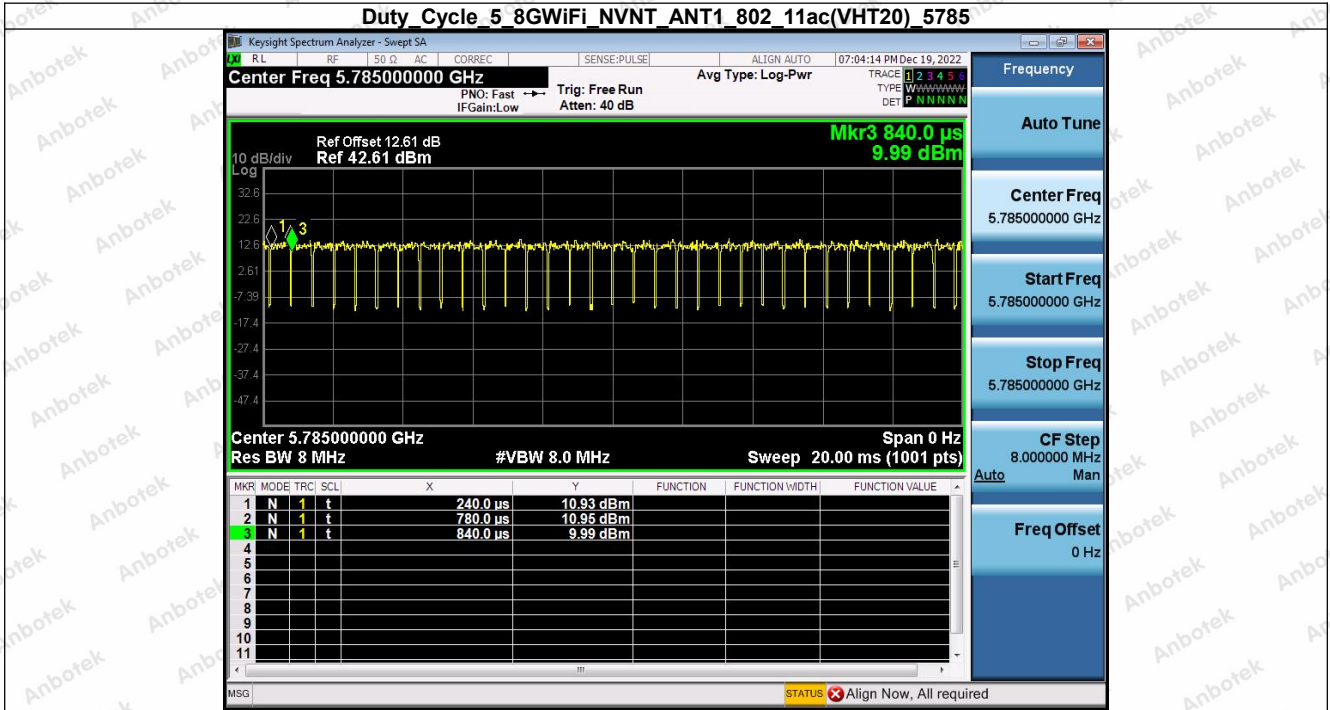 Duty_Cycle_5_8GWiFi_NVNT_ANT1_802_11ac(VHT20)_5785
Keysight Spectrum Analyzer - Swept SA
LXI RL RF 50 Ω AC CORREC SENSE:PULSE ALIGN AUTO 07:04:14 PM Dec 19, 2022
Center Freq 5.785000000 GHz Avg Type: Log-Pwr TRACE 1 2 3 4 5 6
PNO: Fast Trig: Free Run TYPE WWWWWW
IFGain:Low Atten: 40 dB DET P N N N N N
Frequency
Auto Tune
Center Freq
5.785000000 GHz
Start Freq
5.785000000 GHz
Stop Freq
5.785000000 GHz
CF Step
8.000000 MHz
Auto Man
Freq Offset
0 Hz
Ref Offset 12.61 dB Mkr3 840.0 µs
10 dB/div Ref 42.61 dBm 9.99 dBm
Log
32.6
22.6
1 3
12.6
2.61
-7.39
-17.4
-27.4
-37.4
-47.4
Center 5.785000000 GHz Span 0 Hz
Res BW 8 MHz #VBW 8.0 MHz Sweep 20.00 ms (1001 pts)
MKR MODE TRC SCL X Y FUNCTION FUNCTION WIDTH FUNCTION VALUE
1 N 1 t 240.0 µs 10.93 dBm
2 N 1 t 780.0 µs 10.95 dBm
3 N 1 t 840.0 µs 9.99 dBm
4
5
6
7
8
9
10
11
MSG STATUS Align Now, All required
Anbotek